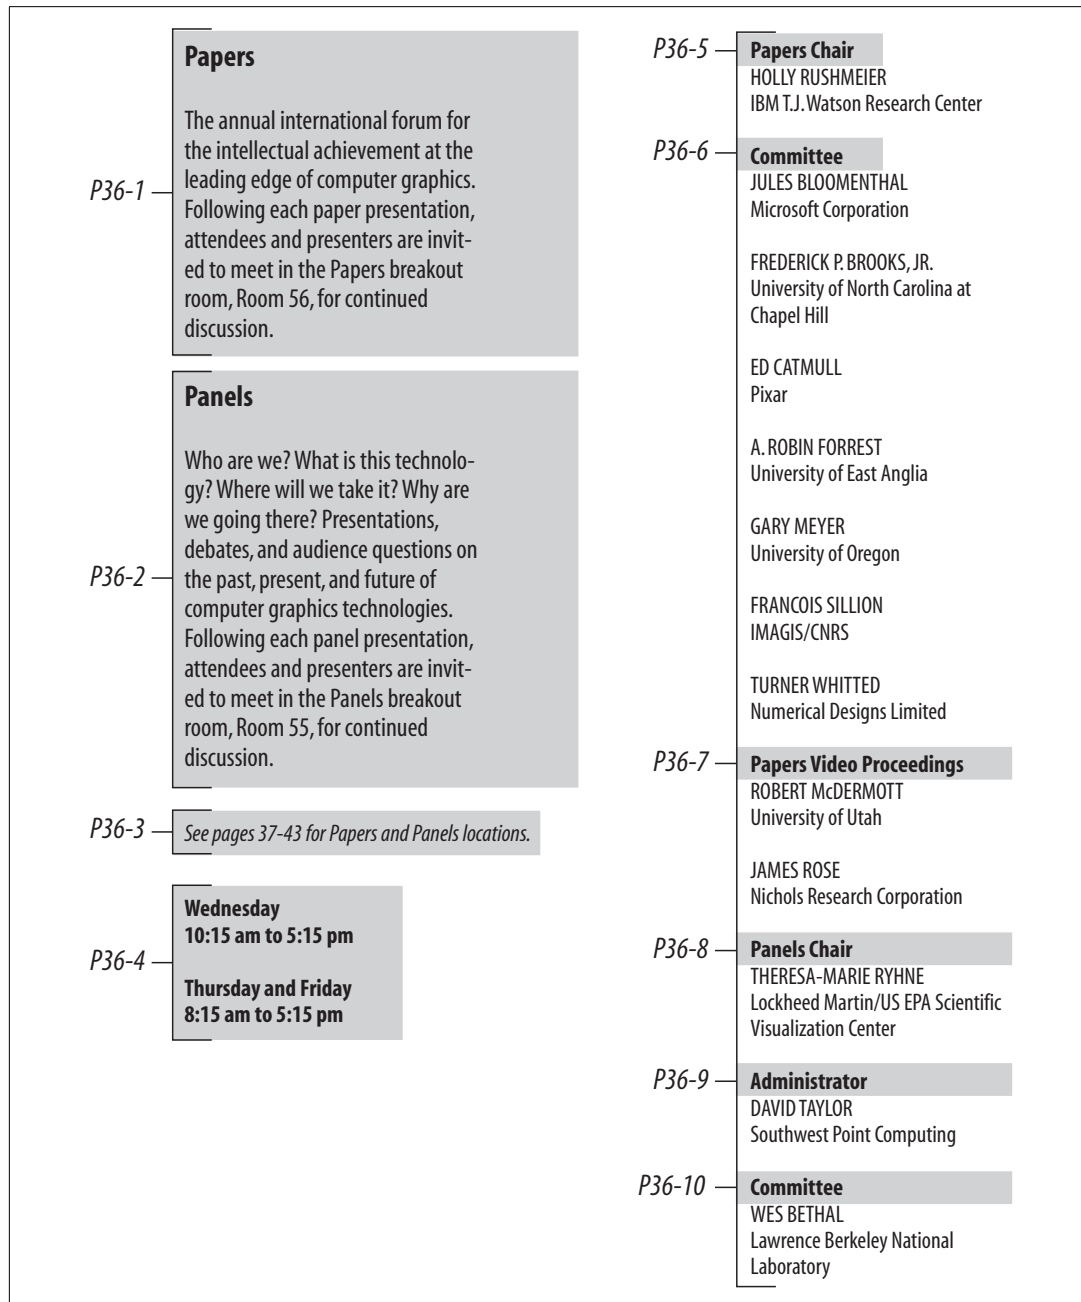 P36-1
Papers
The annual international forum for
the intellectual achievement at the
leading edge of computer graphics.
Following each paper presentation,
attendees and presenters are invit-
ed to meet in the Papers breakout
room, Room 56, for continued
discussion.
P36-2
Panels
Who are we? What is this technolo-
gy? Where will we take it? Why are
we going there? Presentations,
debates, and audience questions on
the past, present, and future of
computer graphics technologies.
Following each panel presentation,
attendees and presenters are invit-
ed to meet in the Panels breakout
room, Room 55, for continued
discussion.
P36-3
See pages 37-43 for Papers and Panels locations.
P36-4
Wednesday
10:15 am to 5:15 pm
Thursday and Friday
8:15 am to 5:15 pm
P36-5
Papers Chair
HOLLY RUSHMEIER
IBM T.J. Watson Research Center
P36-6
Committee
JULES BLOOMENTHAL
Microsoft Corporation
FREDERICK P. BROOKS, JR.
University of North Carolina at
Chapel Hill
ED CATMULL
Pixar
A. ROBIN FORREST
University of East Anglia
GARY MEYER
University of Oregon
FRANCOIS SILLION
IMAGIS/CNRS
TURNER WHITTED
Numerical Designs Limited
P36-7
Papers Video Proceedings
ROBERT McDERMOTT
University of Utah
JAMES ROSE
Nichols Research Corporation
P36-8
Panels Chair
THERESA-MARIE RYHNE
Lockheed Martin/US EPA Scientific
Visualization Center
P36-9
Administrator
DAVID TAYLOR
Southwest Point Computing
P36-10
Committee
WES BETHAL
Lawrence Berkeley National
Laboratory